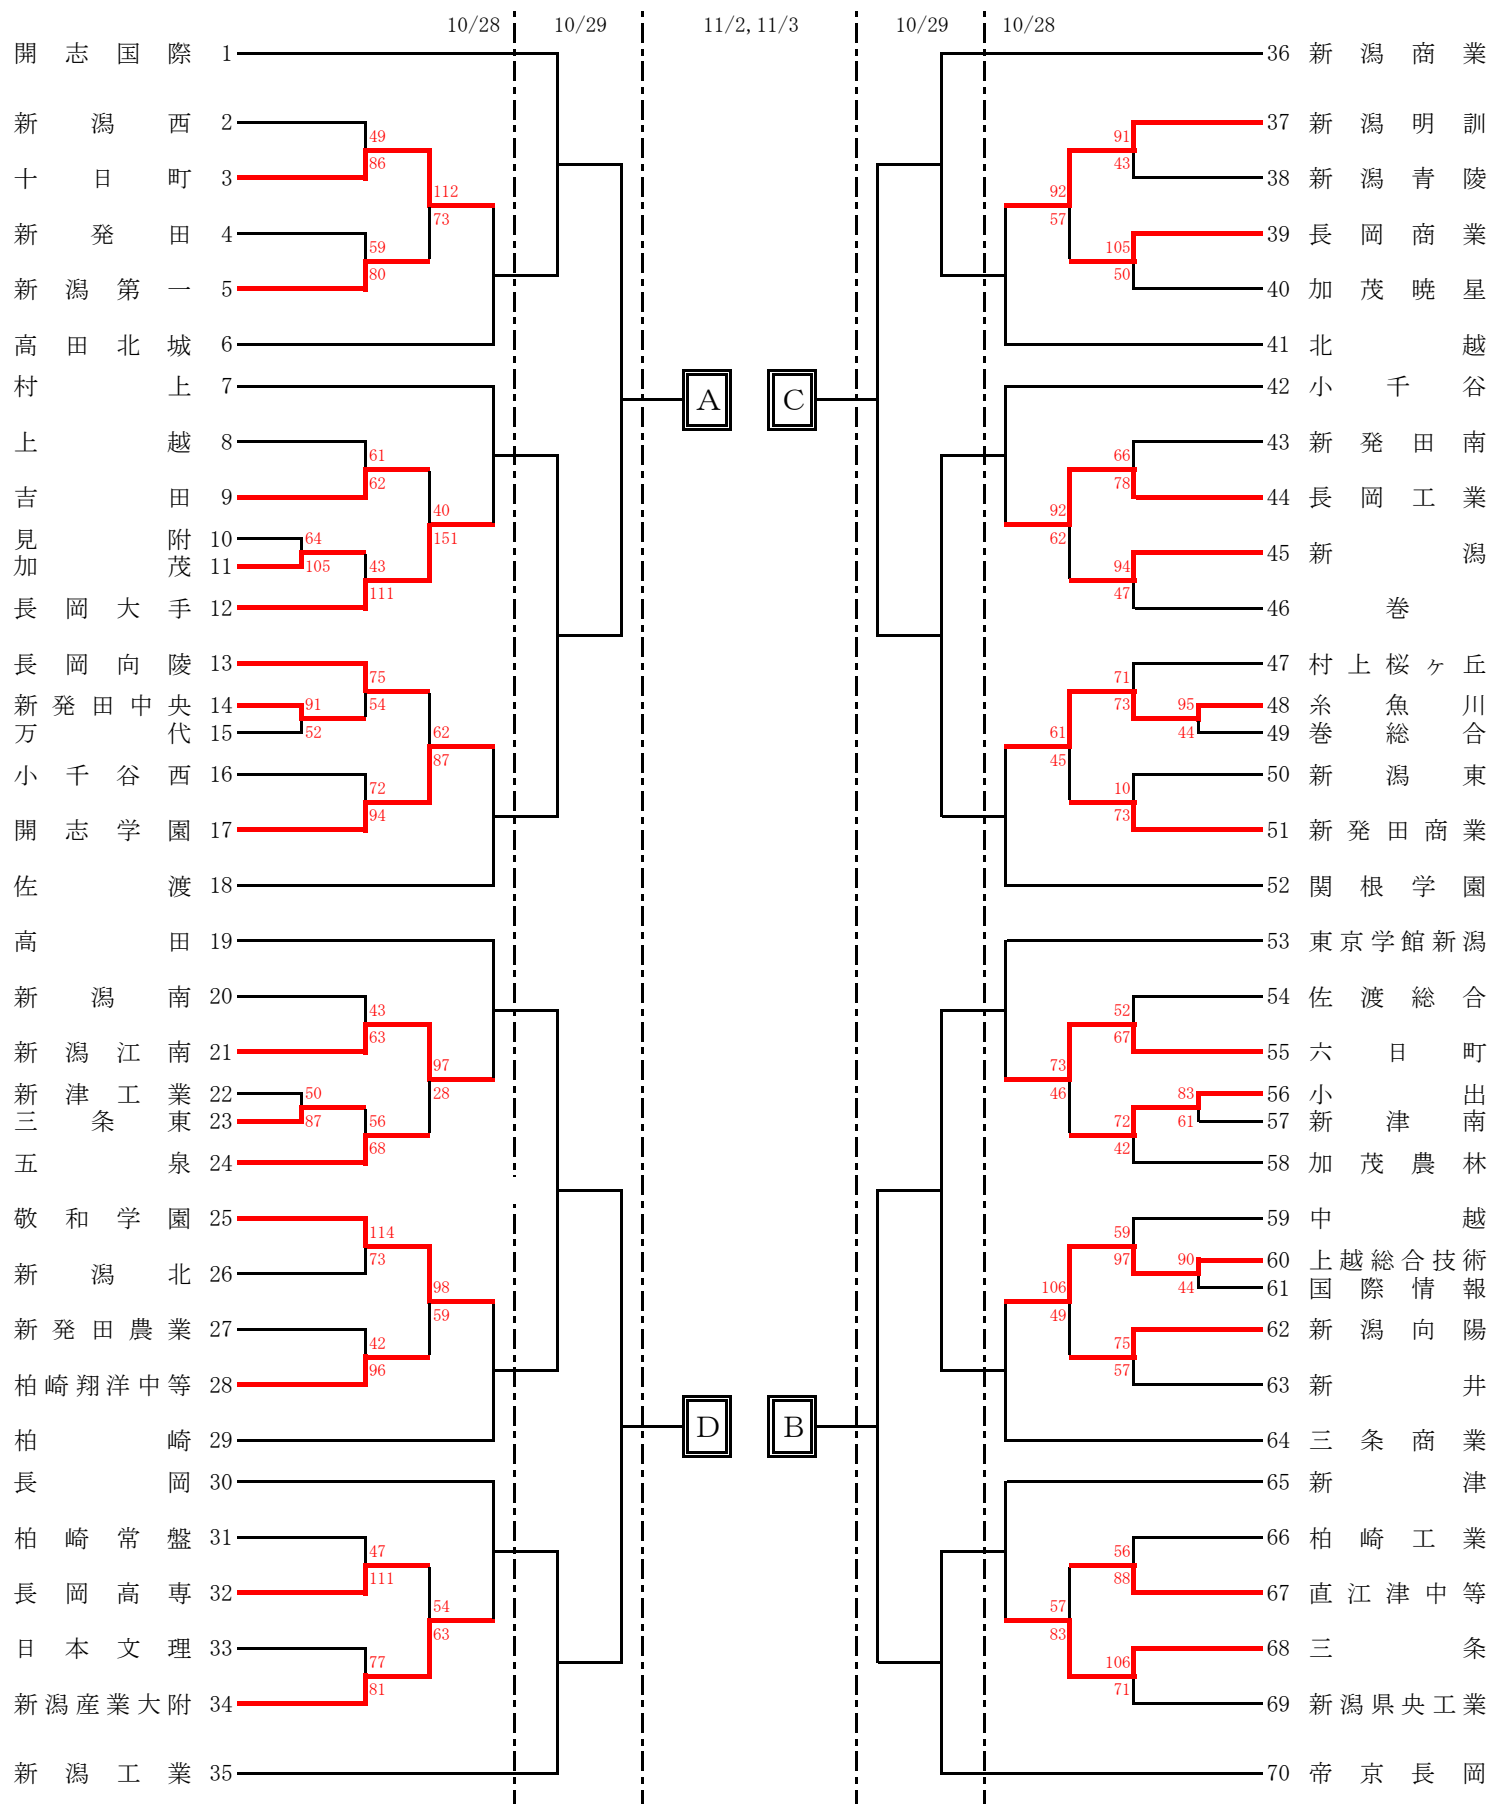 10/28 10/29 11/2,11/3 10/29 10/28
開志国際 1
新潟西 2
49
86
十日町 3
112
73
新発田 4
59
80
新潟第一 5
高田北城 6
村上 7
A
上越 8
61
62
吉田 9
40
151
見附 10
64
105
加茂 11
43
111
長岡大手 12
長岡向陵 13
75
54
新発田中央 14
91
52
万代 15
62
87
小千谷西 16
72
94
開志学園 17
佐渡 18
高田 19
新潟南 20
43
63
新潟江南 21
97
28
新津工業 22
50
87
三条東 23
56
68
五泉 24
敬和学園 25
114
73
新潟北 26
98
59
新発田農業 27
42
96
柏崎翔洋中等 28
柏崎 29
D
長岡 30
柏崎常盤 31
47
111
長岡高専 32
54
63
日本文理 33
77
81
新潟産業大附 34
新潟工業 35
36 新潟商業
37 新潟明訓
91
43
38 新潟青陵
92
57
39 長岡商業
105
50
40 加茂暁星
41 北越
C
42 小千谷
43 新発田南
66
78
44 長岡工業
92
62
45 新潟
94
47
46 巻
47 村上桜ヶ丘
71
73
48 糸魚川
95
44
49 巻総合
61
45
50 新潟東
10
73
51 新発田商業
52 関根学園
53 東京学館新潟
54 佐渡総合
52
67
55 六日町
73
46
56 小出
83
61
57 新津南
72
42
58 加茂農林
59 中越
59
97
60 上越総合技術
90
44
61 国際情報
106
49
62 新潟向陽
75
57
63 新井
64 三条商業
B
65 新津
66 柏崎工業
56
88
67 直江津中等
57
83
68 三条
106
71
69 新潟県央工業
70 帝京長岡